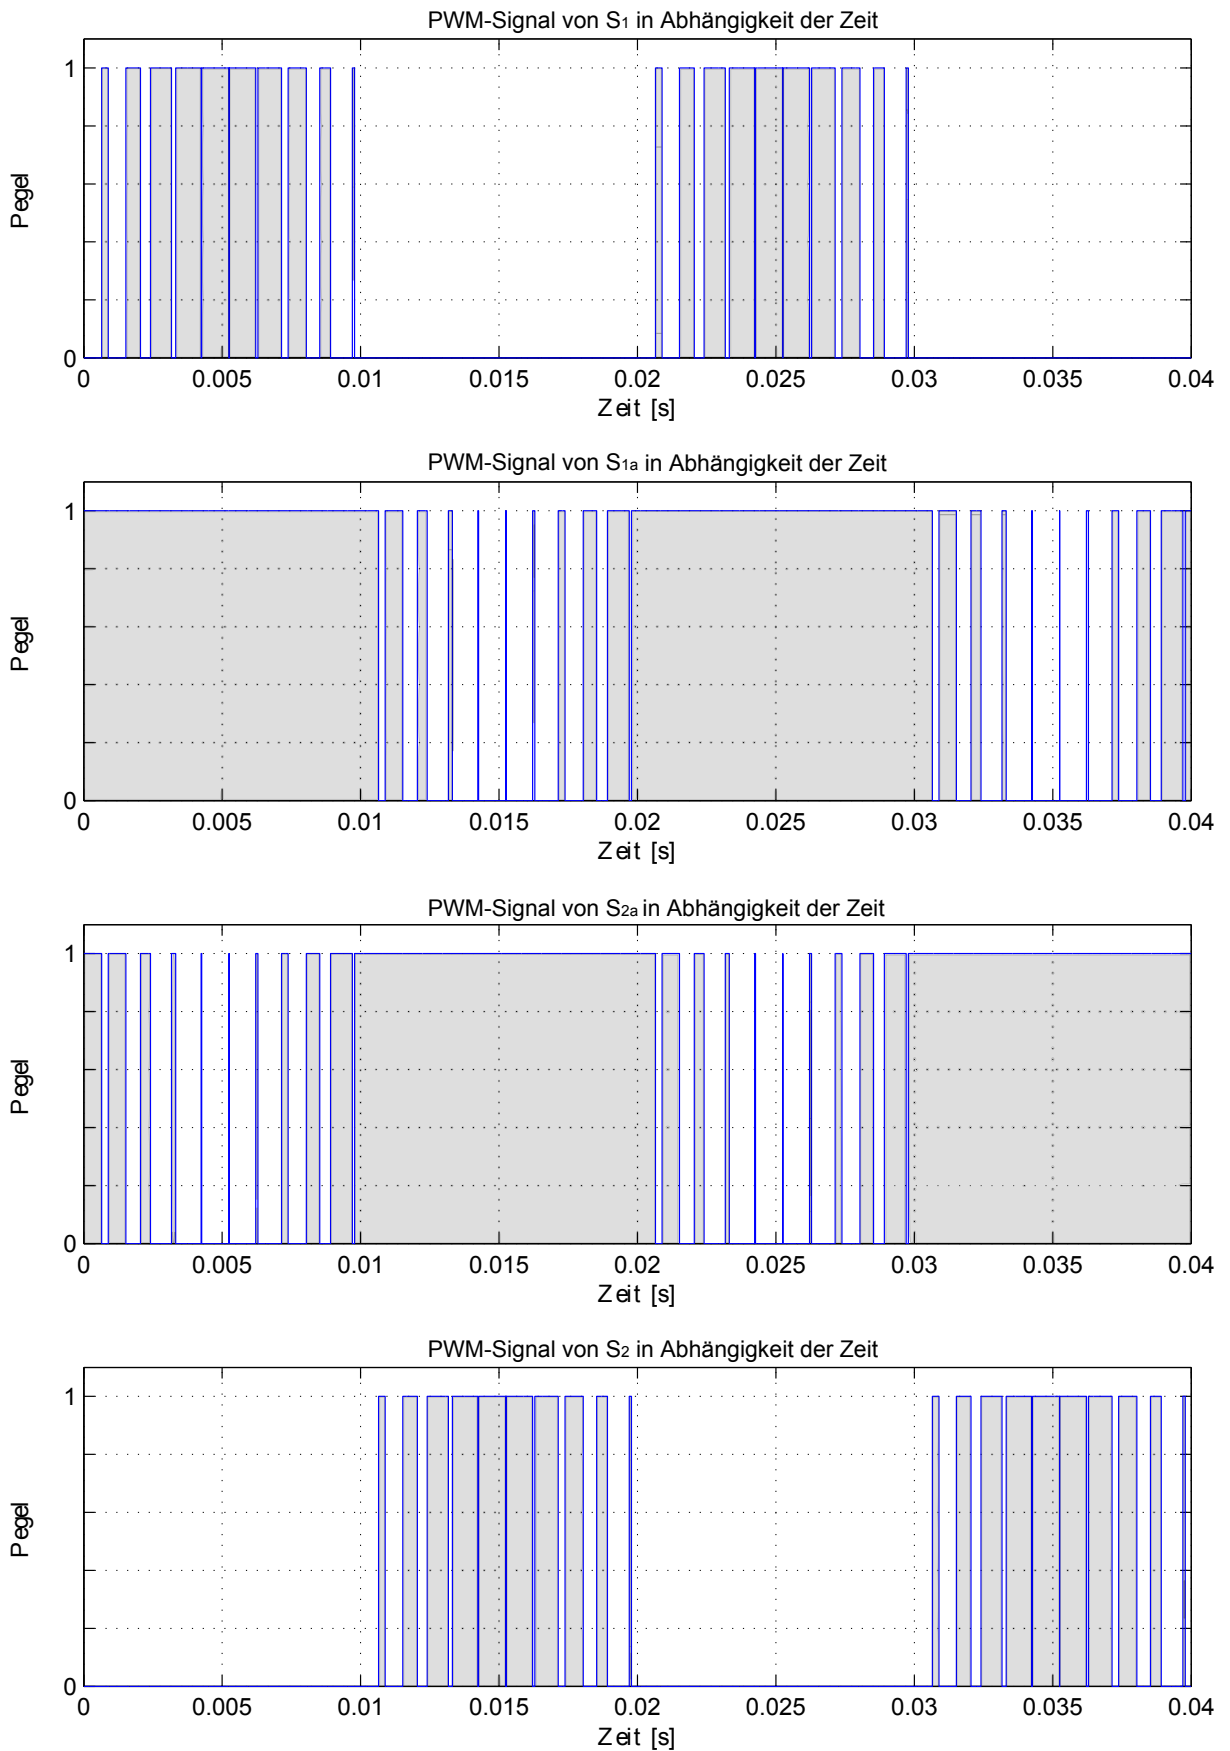 PWM-Signal von S1 in Abhängigkeit der Zeit
1
Pegel
0
0 0.005 0.01 0.015 0.02 0.025 0.03 0.035 0.04
Zeit [s]
PWM-Signal von S1a in Abhängigkeit der Zeit
1
Pegel
0
0 0.005 0.01 0.015 0.02 0.025 0.03 0.035 0.04
Zeit [s]
PWM-Signal von S2a in Abhängigkeit der Zeit
1
Pegel
0
0 0.005 0.01 0.015 0.02 0.025 0.03 0.035 0.04
Zeit [s]
PWM-Signal von S2 in Abhängigkeit der Zeit
1
Pegel
0
0 0.005 0.01 0.015 0.02 0.025 0.03 0.035 0.04
Zeit [s]